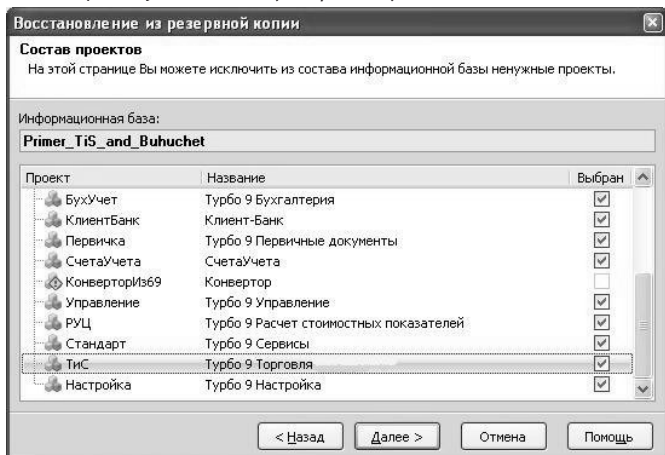 Восстановление из резервной копии
Состав проектов
На этой странице Вы можете исключить из состава информационной базы ненужные проекты.
Информационная база:
Primer_TiS_and_Buhuchet
Проект Название Выбран
БухУчет Турбо 9 Бухгалтерия
КлиентБанк Клиент-Банк
Первичка Турбо 9 Первичные документы
СчетаУчета СчетаУчета
КонверторИз69 Конвертор
Управление Турбо 9 Управление
РУЦ Турбо 9 Расчет стоимостных показателей
Стандарт Турбо 9 Сервисы
ТиС Турбо 9 Торговля
Настройка Турбо 9 Настройка
< Назад Далее > Отмена Помощь